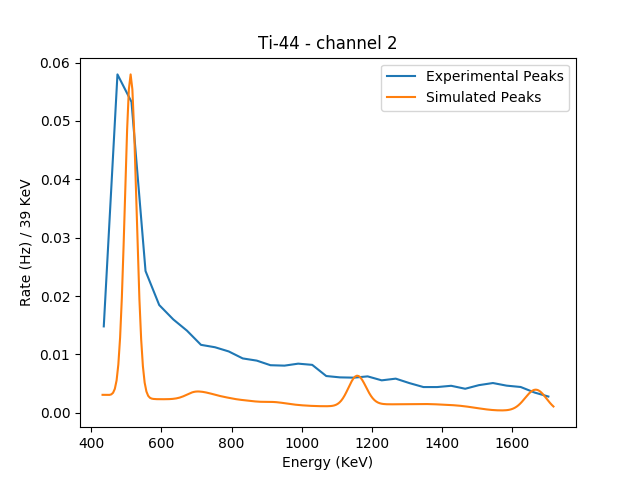 Ti-44 - channel 2
Experimental Peaks
Simulated Peaks
Rate (Hz) / 39 KeV
0.06
0.05
0.04
0.03
0.02
0.01
0.00
400 600 800 1000 1200 1400 1600
Energy (KeV)